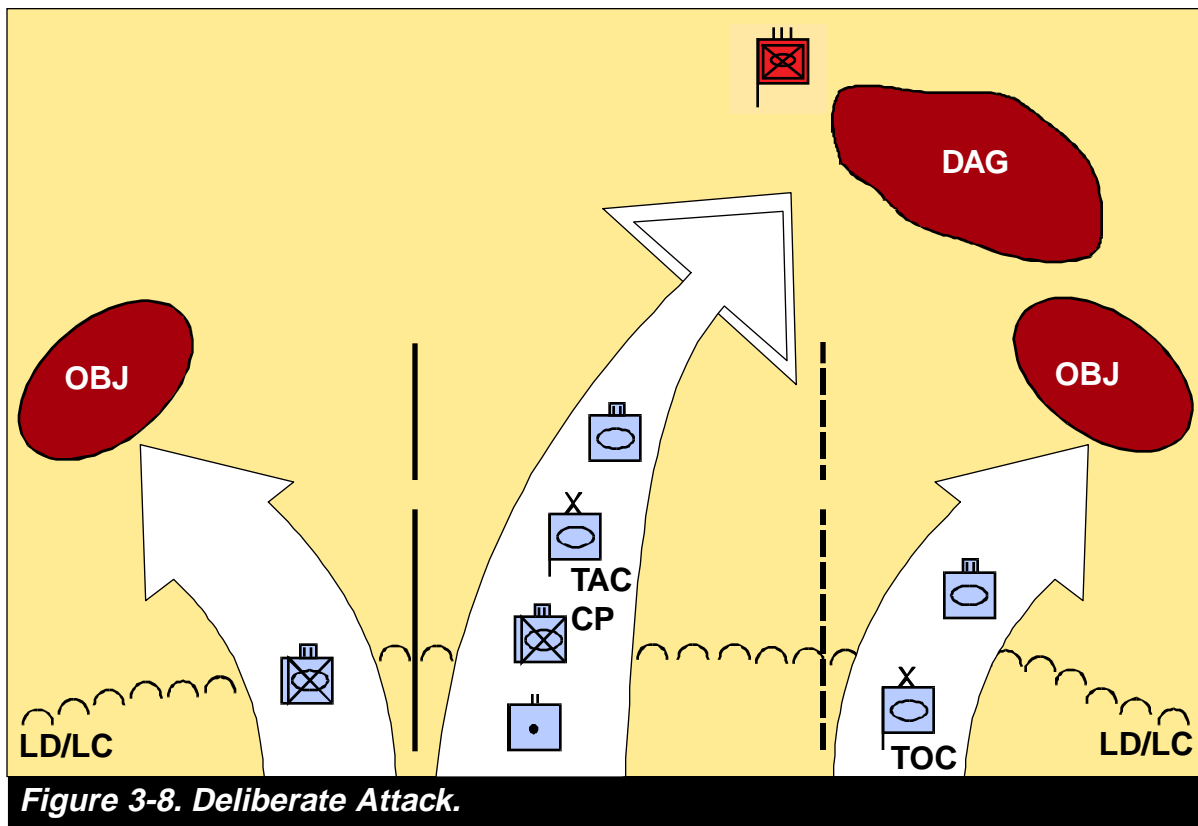 DAG
OBJ
OBJ
X
TAC
CP
X
TOC
LD/LC
LD/LC
Figure 3-8. Deliberate Attack.